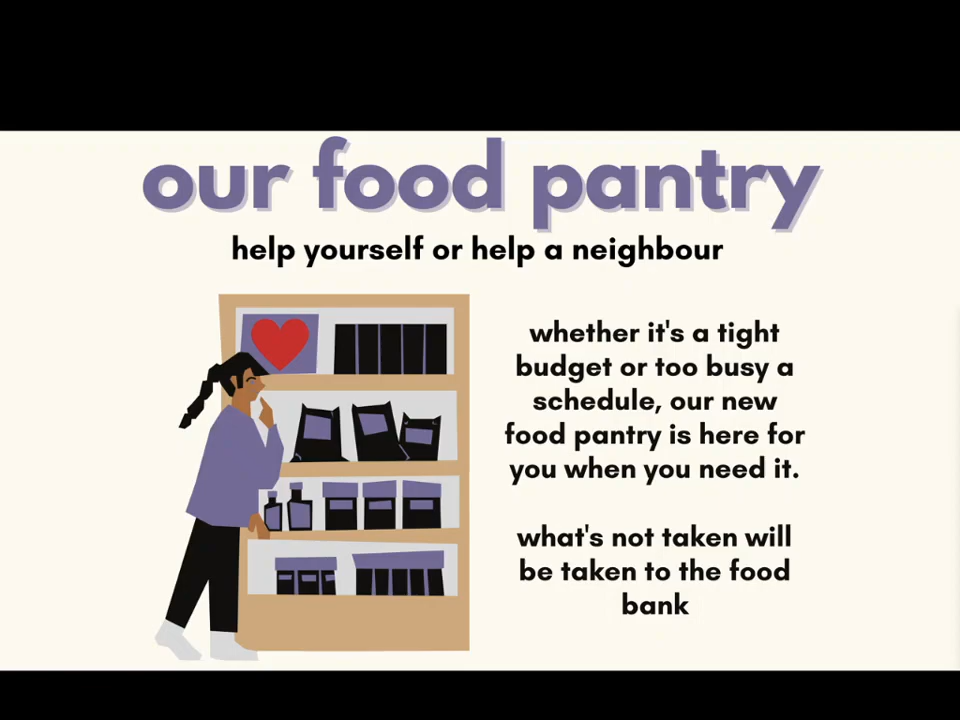 our food pantry
help yourself or help a neighbour
whether it's a tight
budget or too busy a
schedule, our new
food pantry is here for
you when you need it.
what's not taken will
be taken to the food
bank